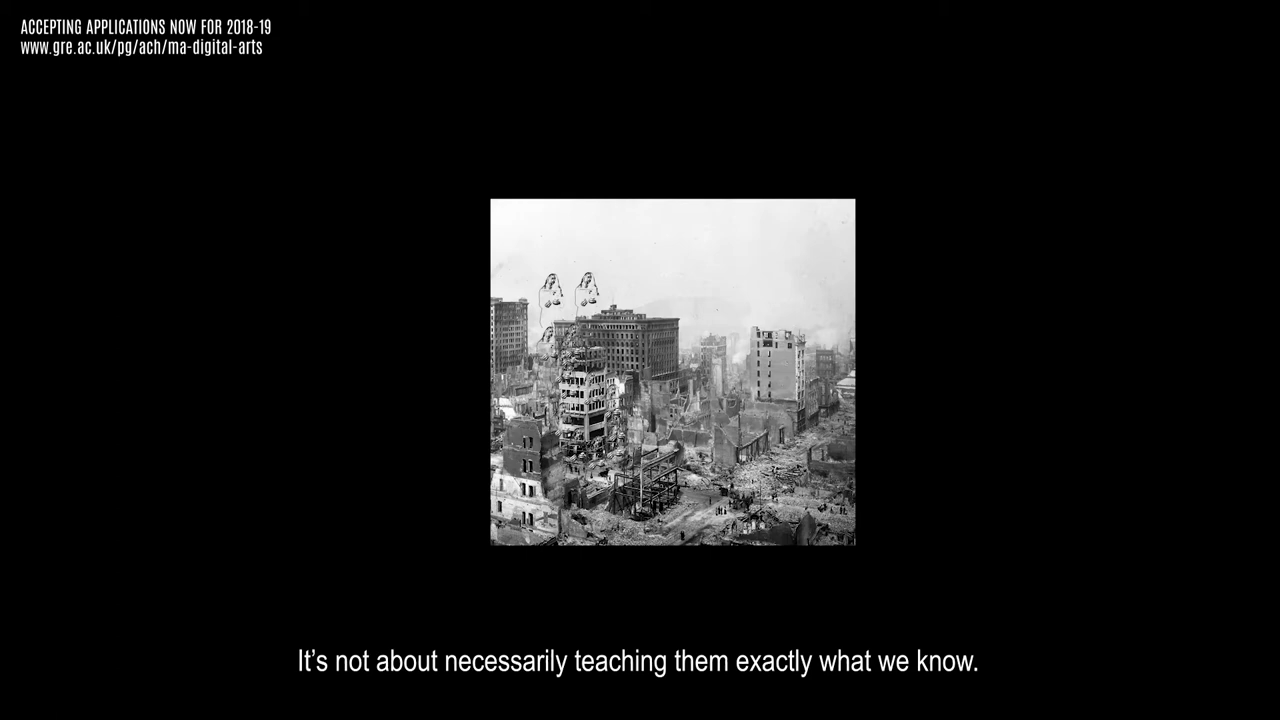 ACCEPTING APPLICATIONS NOW FOR 2018-19
www.gre.ac.uk/pg/ach/ma-digital-arts
It's not about necessarily teaching them exactly what we know.